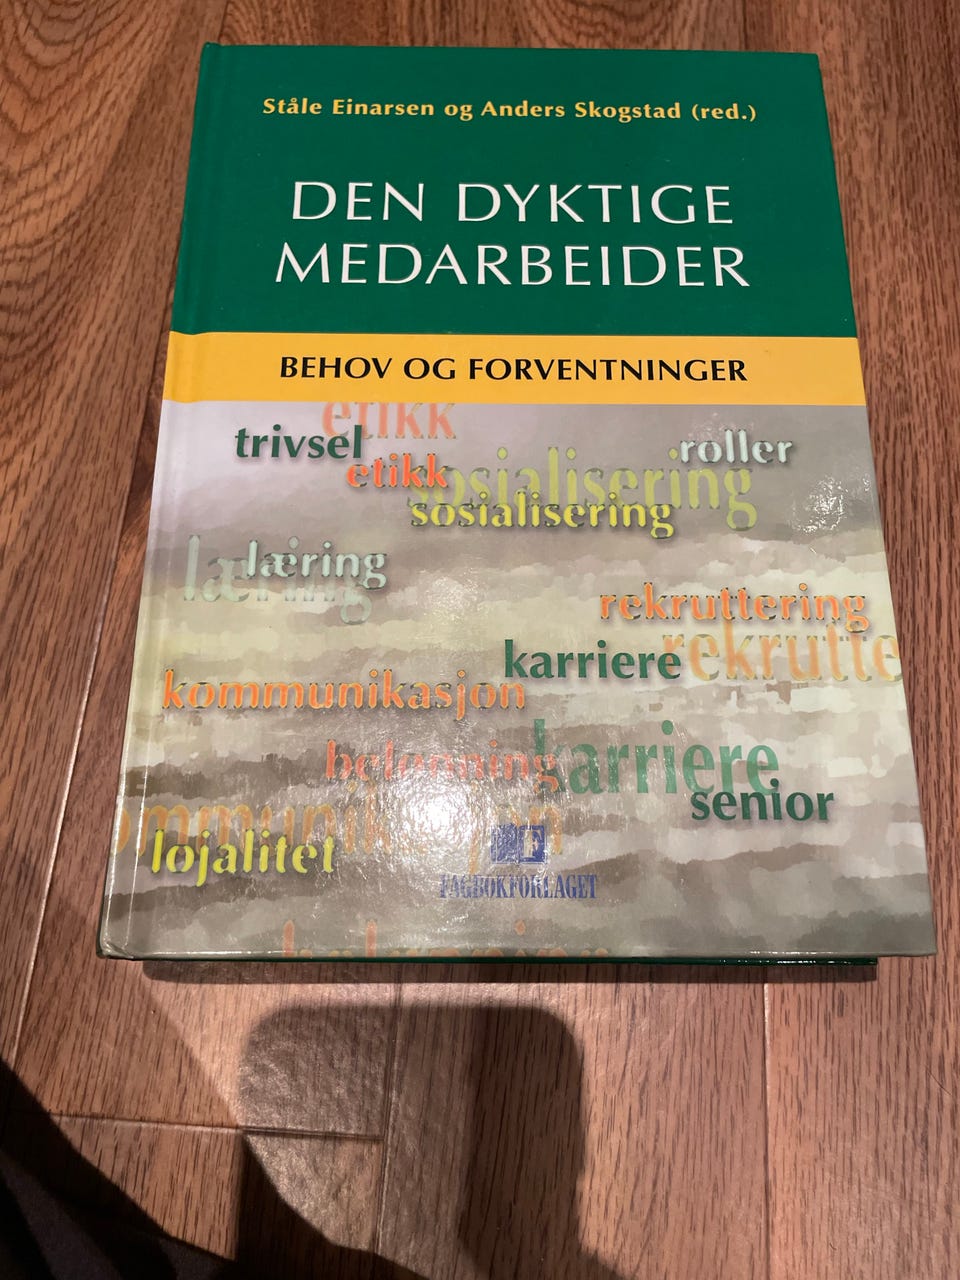 Ståle Einarsen og Anders Skogstad (red.)
DEN DYKTIGE
MEDARBEIDER
BEHOV OG FORVENTNINGER
etikk
trivsel
roller
etikk
sosialisering
sosialisering
læring
læring
rekruttering
karriere
rekrutte
kommunikasjon
belønning
karriere
senior
ommunikasjon
lojalitet
F
FAGBOKFORLAGET